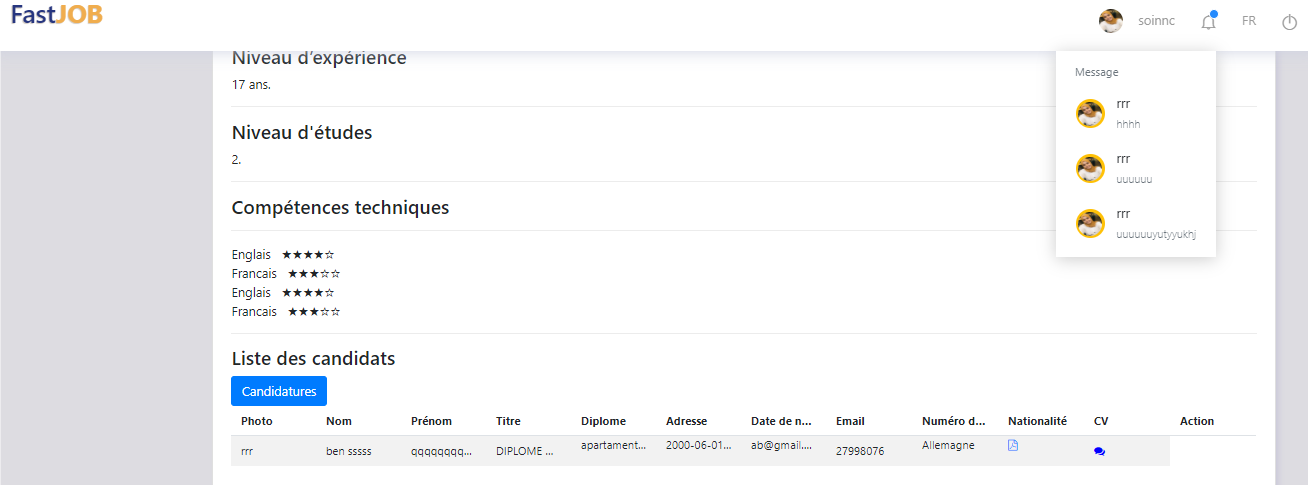 FastJOB
soinnc
FR
Niveau d'expérience
17 ans.
Niveau d'études
2.
Compétences techniques
Englais ★★★★☆
Francais ★★★☆☆
Englais ★★★★☆
Francais ★★★☆☆
Liste des candidats
Candidatures
Photo Nom Prénom Titre Diplome Adresse Date de n... Email Numéro d... Nationalité CV Action
rrr ben sssss qqqqqqqq... DIPLOME ... apartament... 2000-06-01... ab@gmail.... 27998076 Allemagne
Message
rrr
hhhh
rrr
uuuuuu
rrr
uuuuuuyutyyukhj